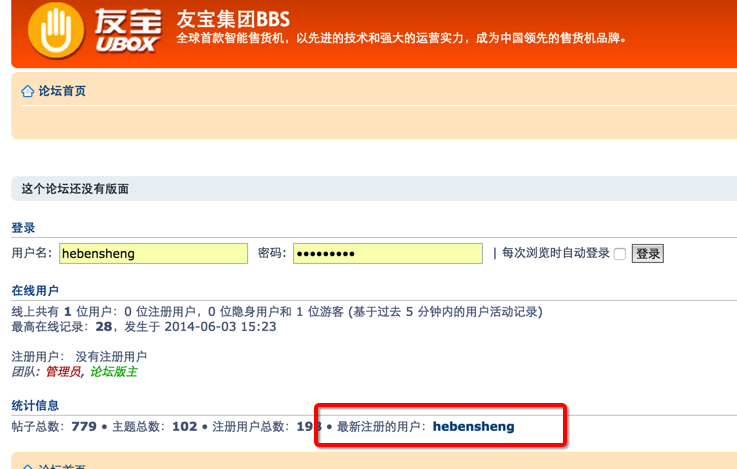 友宝
UBOX
友宝集团BBS
全球首款智能售货机，以先进的技术和强大的运营实力，成为中国领先的售货机品牌。
论坛首页
这个论坛还没有版面
登录
用户名: hebensheng 密码: ●●●●●●●●● | 每次浏览时自动登录 登录
在线用户
线上共有 1 位用户：0 位注册用户，0 位隐身用户和 1 位游客 (基于过去 5 分钟内的用户活动记录)
最高在线记录：28，发生于 2014-06-03 15:23
注册用户： 没有注册用户
团队: 管理员, 论坛版主
统计信息
帖子总数：779 • 主题总数：102 • 注册用户总数：193 • 最新注册的用户：hebensheng
论坛首页